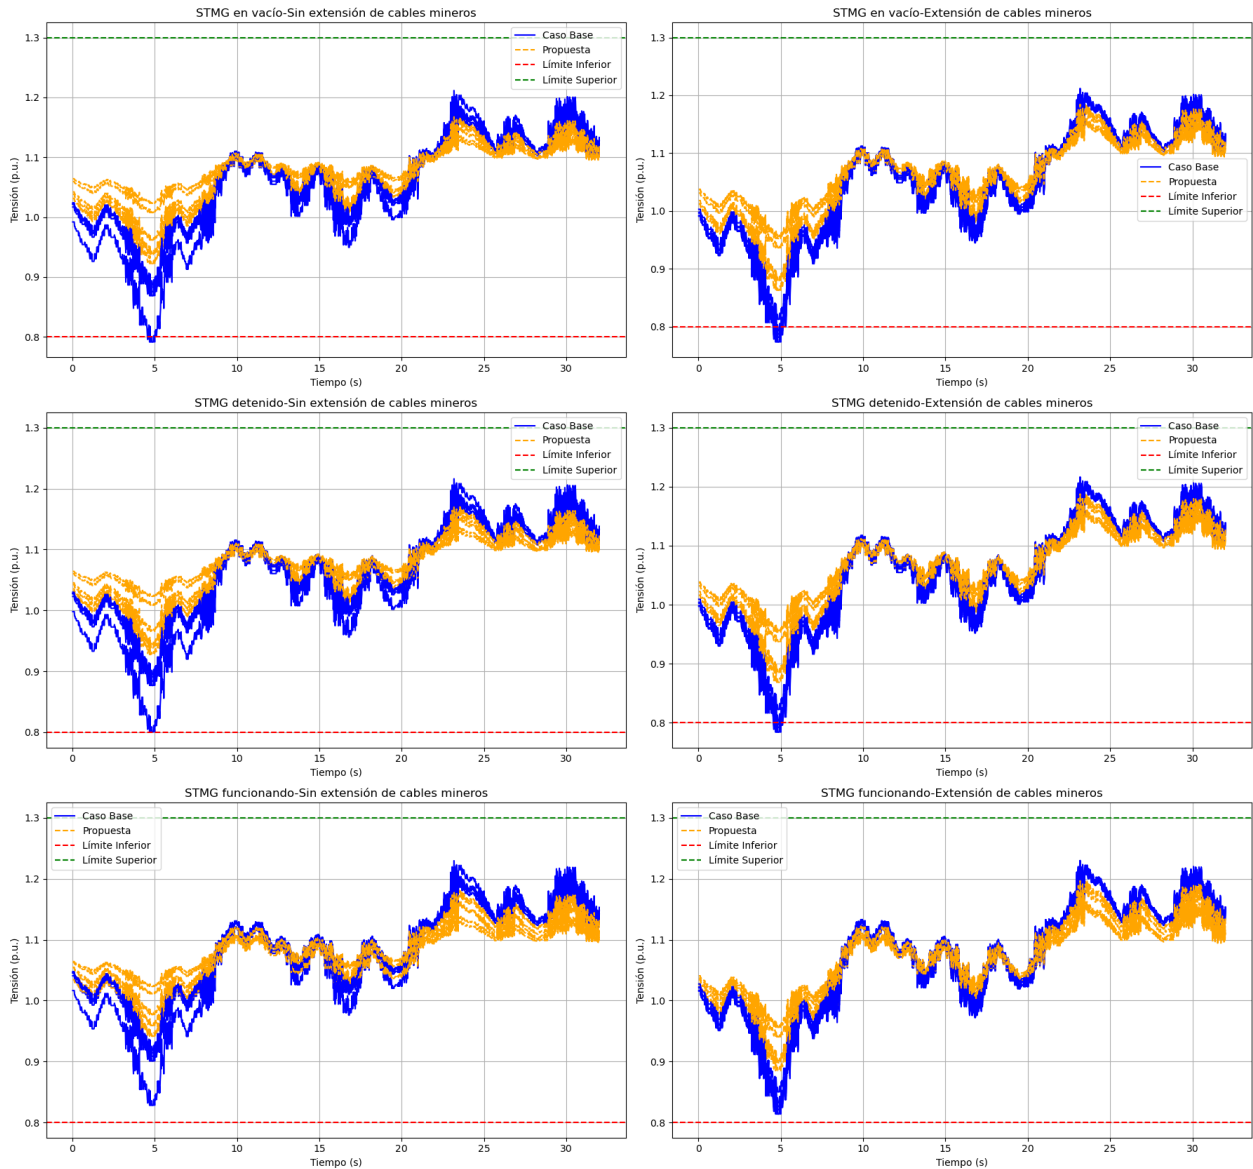 STMG en vacío-Sin extensión de cables mineros
Tensión (p.u.)
1.3
1.2
1.1
1.0
0.9
0.8
Caso Base
Propuesta
Límite Inferior
Límite Superior
0 5 10 15 20 25 30
Tiempo (s)
STMG en vacío-Extensión de cables mineros
Tensión (p.u.)
1.3
1.2
1.1
1.0
0.9
0.8
Caso Base
Propuesta
Límite Inferior
Límite Superior
0 5 10 15 20 25 30
Tiempo (s)
STMG detenido-Sin extensión de cables mineros
Tensión (p.u.)
1.3
1.2
1.1
1.0
0.9
0.8
Caso Base
Propuesta
Límite Inferior
Límite Superior
0 5 10 15 20 25 30
Tiempo (s)
STMG detenido-Extensión de cables mineros
Tensión (p.u.)
1.3
1.2
1.1
1.0
0.9
0.8
Caso Base
Propuesta
Límite Inferior
Límite Superior
0 5 10 15 20 25 30
Tiempo (s)
STMG funcionando-Sin extensión de cables mineros
Tensión (p.u.)
1.3
1.2
1.1
1.0
0.9
0.8
Caso Base
Propuesta
Límite Inferior
Límite Superior
0 5 10 15 20 25 30
Tiempo (s)
STMG funcionando-Extensión de cables mineros
Tensión (p.u.)
1.3
1.2
1.1
1.0
0.9
0.8
Caso Base
Propuesta
Límite Inferior
Límite Superior
0 5 10 15 20 25 30
Tiempo (s)